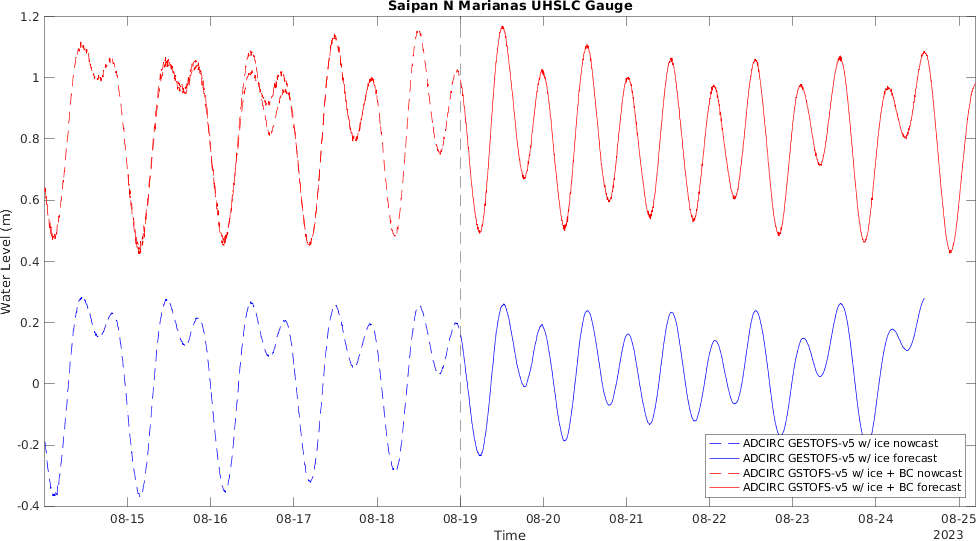 Saipan N Marianas UHSLC Gauge
1.2
1
0.8
0.6
0.4
0.2
0
-0.2
-0.4
Water Level (m)
ADCIRC GESTOFS-v5 w/ ice nowcast
ADCIRC GESTOFS-v5 w/ ice forecast
ADCIRC GSTOFS-v5 w/ ice + BC nowcast
ADCIRC GSTOFS-v5 w/ ice + BC forecast
08-15 08-16 08-17 08-18 08-19 08-20 08-21 08-22 08-23 08-24 08-25
Time
2023